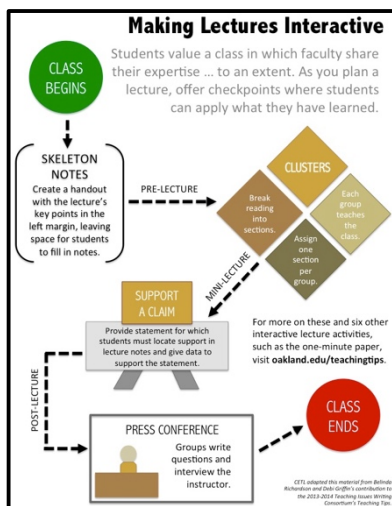 Making Lectures Interactive
Students value a class in which faculty share
their expertise ... to an extent. As you plan a
lecture, offer checkpoints where students
can apply what they have learned.
CLASS
BEGINS
SKELETON
NOTES
Create a handout with the lecture's
key points in the
left margin, leaving
space for students
to fill in notes.
PRE-LECTURE
CLUSTERS
Break
reading
into
sections.
Each
group
teaches
the
class.
Assign
one
section
per
group.
MINI-LECTURE
SUPPORT
A CLAIM
Provide statement for which
students must locate support in
lecture notes and give data to
support the statement.
For more on these and six other
interactive lecture activities,
such as the one-minute paper,
visit oakland.edu/teachingtips.
POST-LECTURE
PRESS CONFERENCE
Groups write
questions and
interview the
instructor.
CLASS
ENDS
CETL adapted this material from Belinda
Richardson and Debi Griffin's contribution to
the 2013-2014 Teaching Issues Writing
Consortium's Teaching Tips.